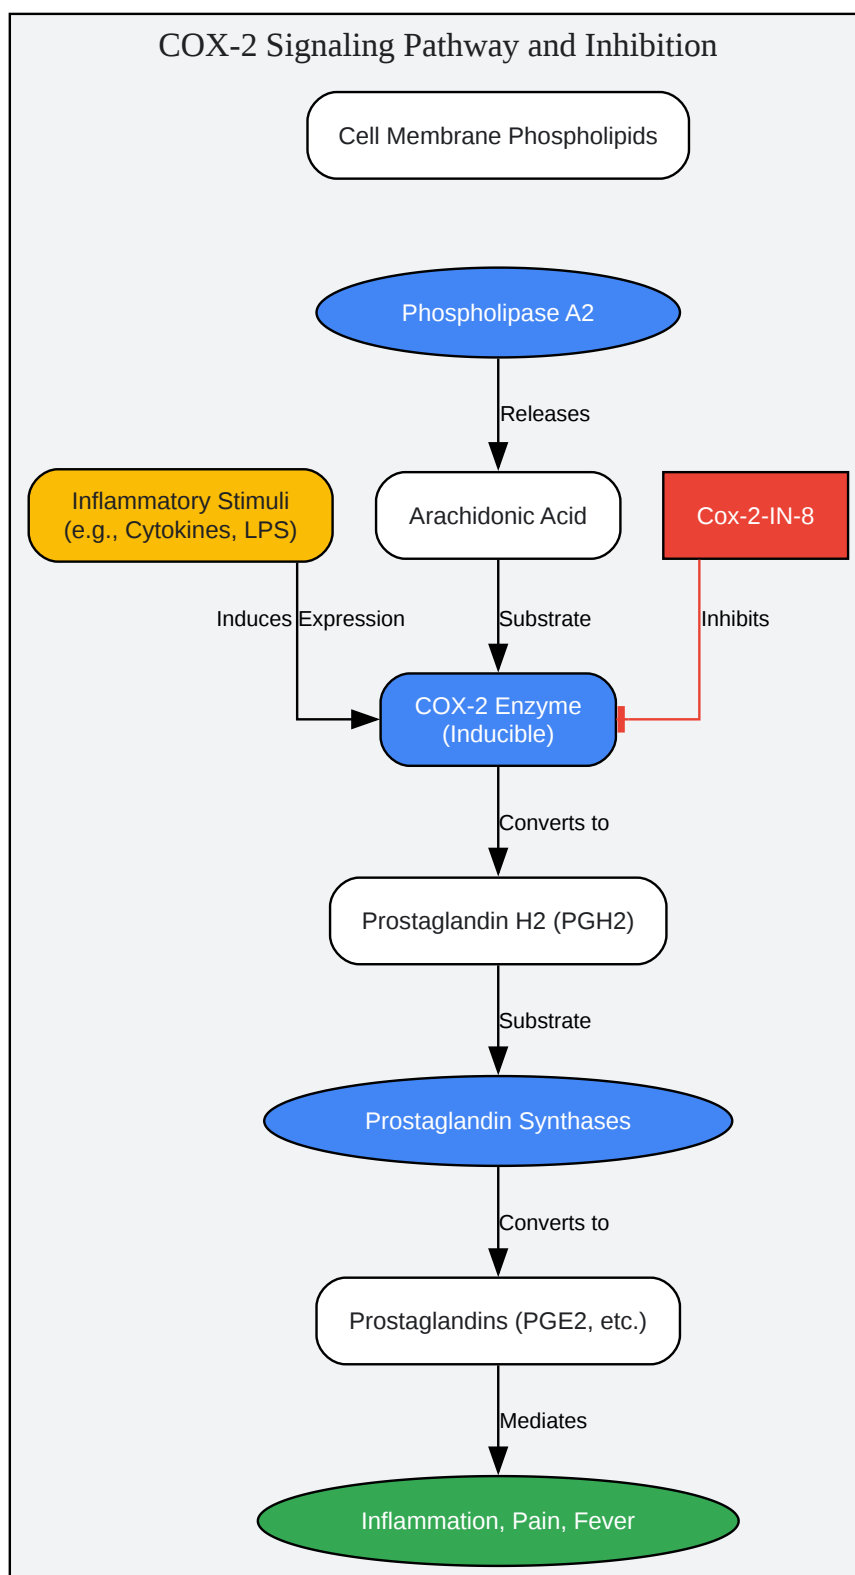 COX-2 Signaling Pathway and Inhibition
Cell Membrane Phospholipids
Phospholipase A2
Releases
Inflammatory Stimuli
(e.g., Cytokines, LPS)
Arachidonic Acid
Cox-2-IN-8
Induces Expression
Substrate
Inhibits
COX-2 Enzyme
(Inducible)
Converts to
Prostaglandin H2 (PGH2)
Substrate
Prostaglandin Synthases
Converts to
Prostaglandins (PGE2, etc.)
Mediates
Inflammation, Pain, Fever